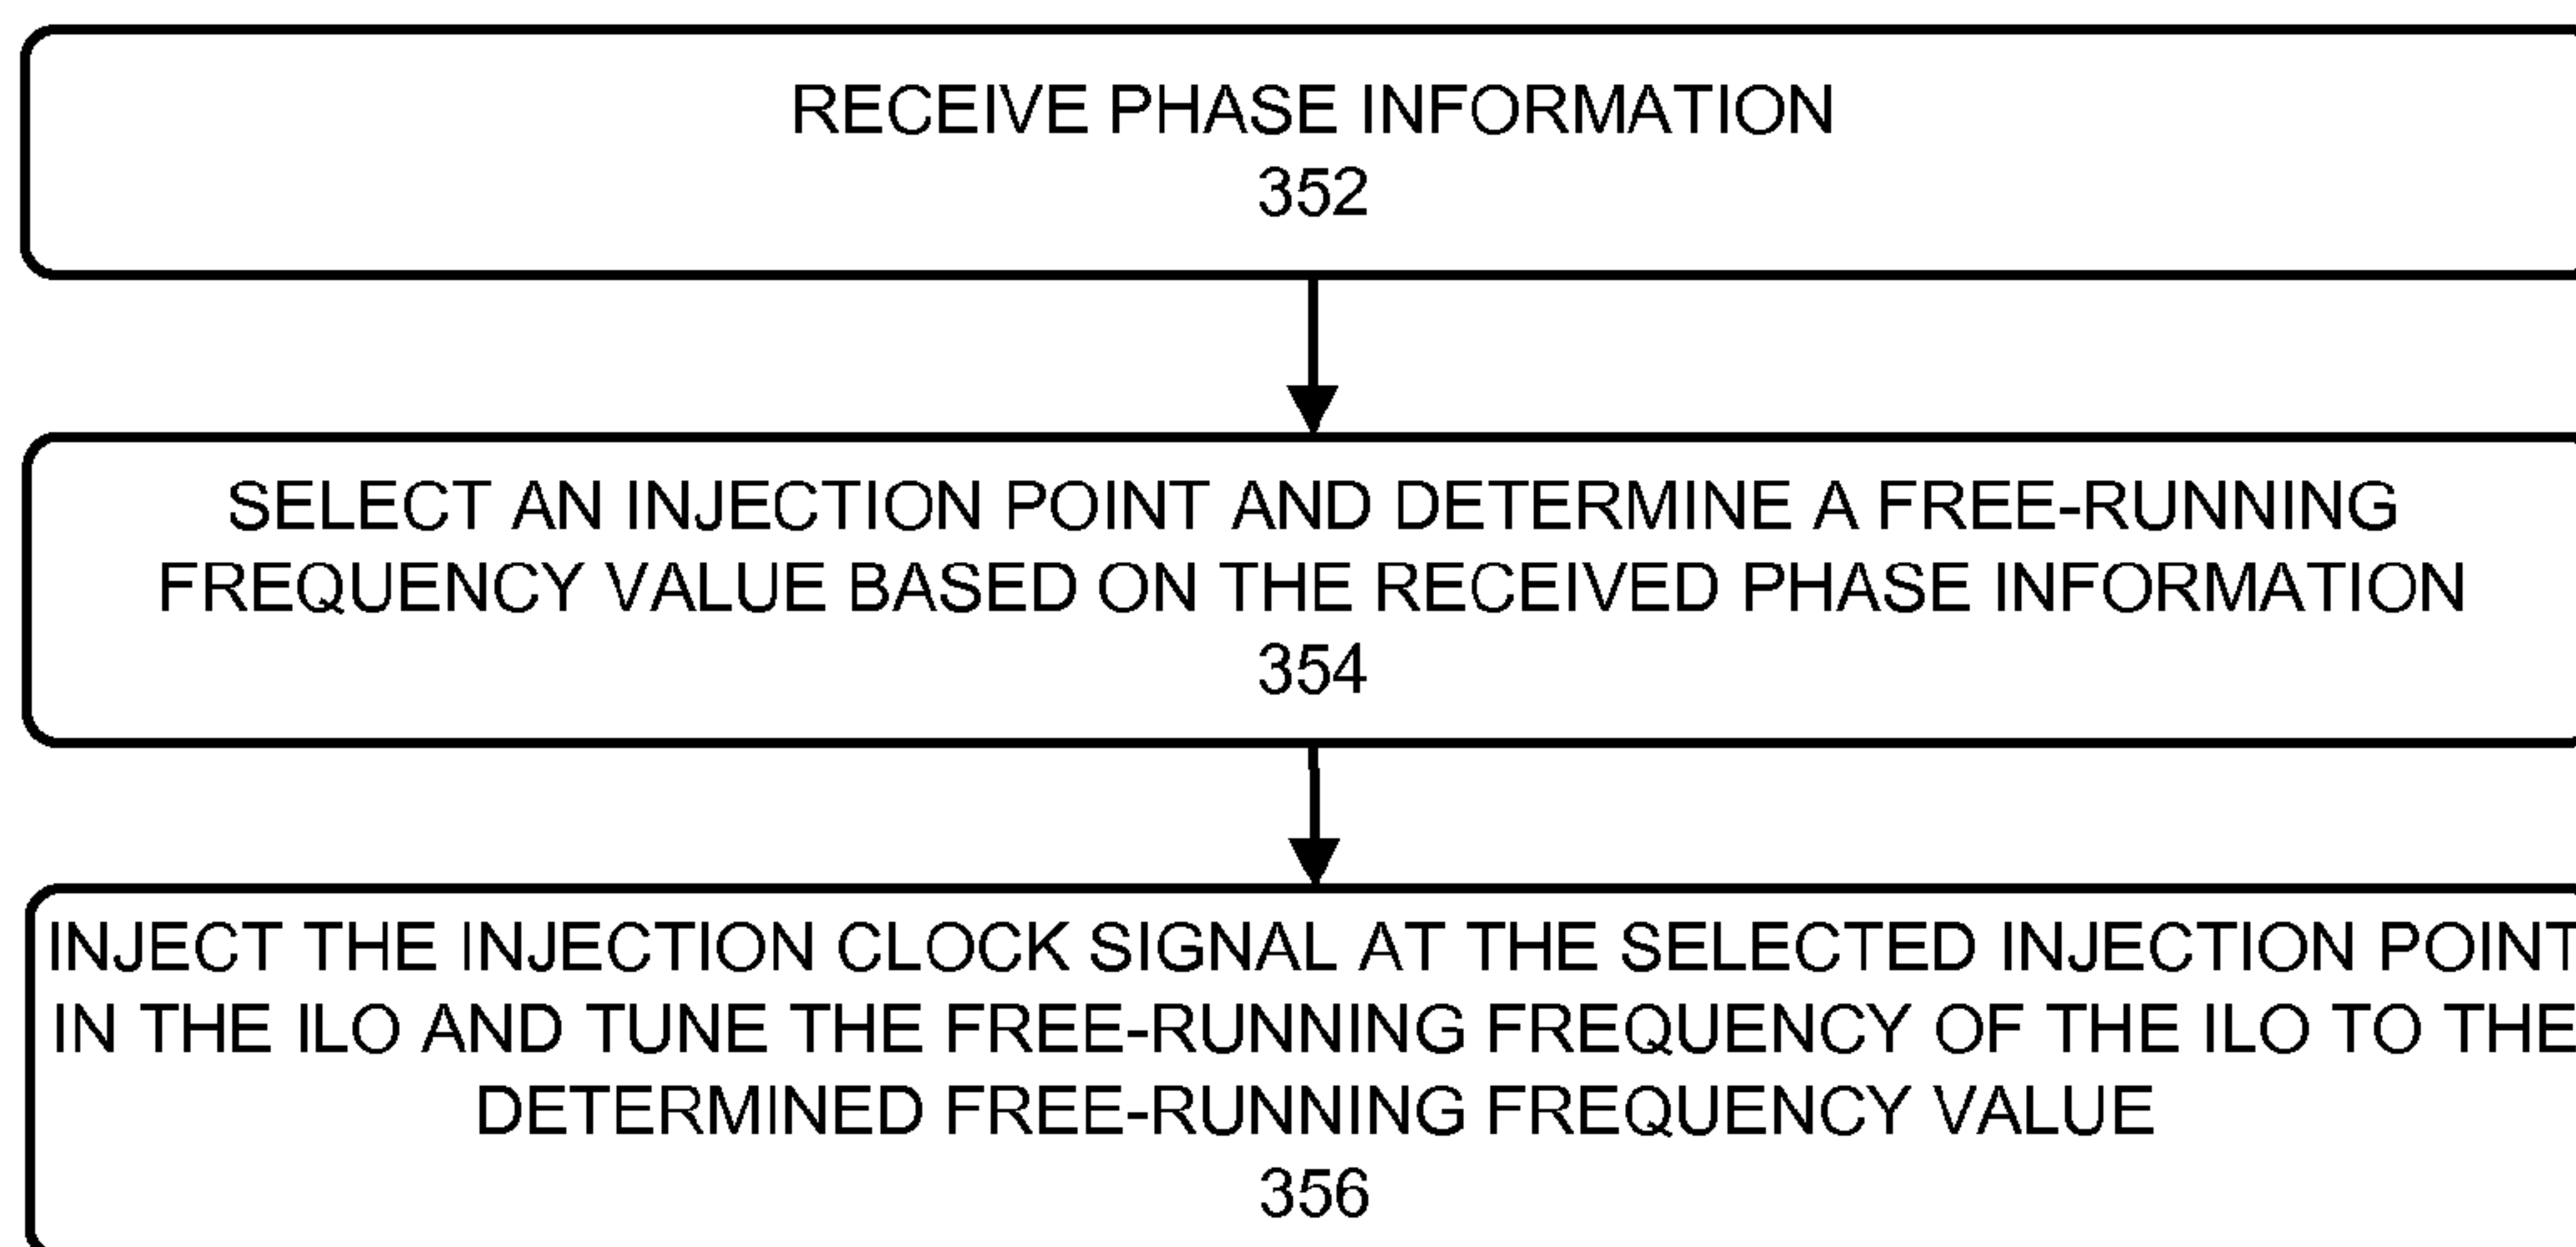 RECEIVE PHASE INFORMATION
352
SELECT AN INJECTION POINT AND DETERMINE A FREE-RUNNING
FREQUENCY VALUE BASED ON THE RECEIVED PHASE INFORMATION
354
INJECT THE INJECTION CLOCK SIGNAL AT THE SELECTED INJECTION POINT
IN THE ILO AND TUNE THE FREE-RUNNING FREQUENCY OF THE ILO TO THE
DETERMINED FREE-RUNNING FREQUENCY VALUE
356